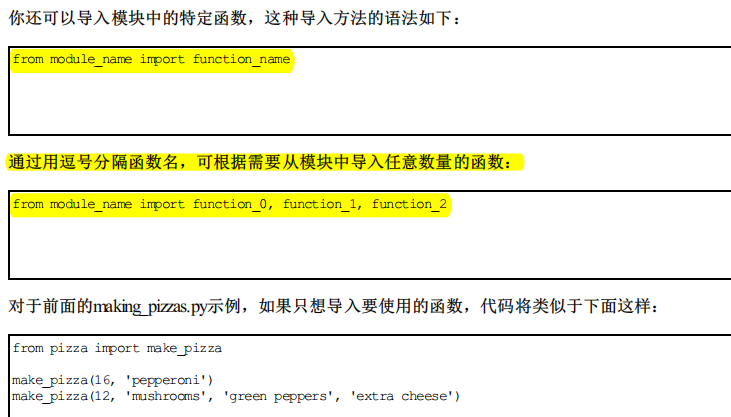 你还可以导入模块中的特定函数，这种导入方法的语法如下：
from module_name import function_name
通过用逗号分隔函数名，可根据需要从模块中导入任意数量的函数：
from module_name import function_0, function_1, function_2
对于前面的making_pizzas.py示例，如果只想导入要使用的函数，代码将类似于下面这样：
from pizza import make_pizza
make_pizza(16, 'pepperoni')
make_pizza(12, 'mushrooms', 'green peppers', 'extra cheese')